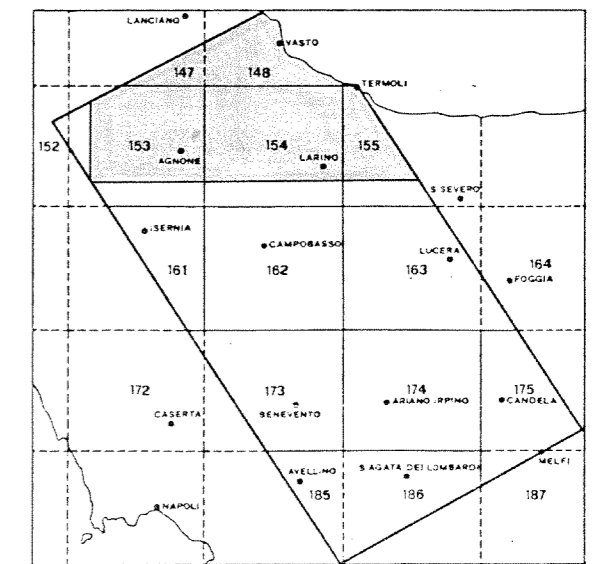 LANCIANO
VASTO
147
148
TERMOLI
152
153
154
155
AGNONE
LARINO
S. SEVERO
ISERNIA
CAMPOBASSO
LUCERA
161
162
163
164
FOGGIA
172
173
174
175
CASERTA
BENEVENTO
ARIANO IRPINO
CANDELA
AVELLINO
S. AGATA DEI LOMBARDI
MELFI
185
186
187
NAPOLI